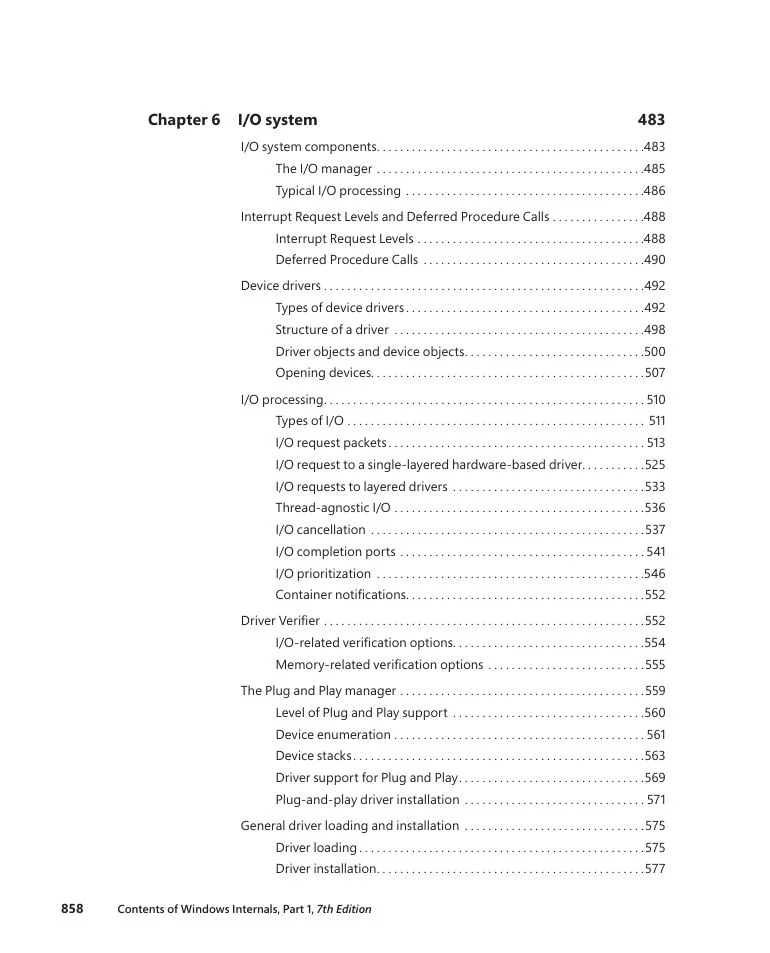 Chapter 6 I/O system 483
I/O system components. . . . . . . . . . . . . . . . . . . . . . . . . . . . . . . . . . . . . . . . . . . . . .483
The I/O manager . . . . . . . . . . . . . . . . . . . . . . . . . . . . . . . . . . . . . . . . . . . . . .485
Typical I/O processing . . . . . . . . . . . . . . . . . . . . . . . . . . . . . . . . . . . . . . . . .486
Interrupt Request Levels and Deferred Procedure Calls . . . . . . . . . . . . . . . .488
Interrupt Request Levels . . . . . . . . . . . . . . . . . . . . . . . . . . . . . . . . . . . . . . .488
Deferred Procedure Calls . . . . . . . . . . . . . . . . . . . . . . . . . . . . . . . . . . . . . .490
Device drivers . . . . . . . . . . . . . . . . . . . . . . . . . . . . . . . . . . . . . . . . . . . . . . . . . . . . . . .492
Types of device drivers . . . . . . . . . . . . . . . . . . . . . . . . . . . . . . . . . . . . . . . . .492
Structure of a driver . . . . . . . . . . . . . . . . . . . . . . . . . . . . . . . . . . . . . . . . . . .498
Driver objects and device objects. . . . . . . . . . . . . . . . . . . . . . . . . . . . . . .500
Opening devices. . . . . . . . . . . . . . . . . . . . . . . . . . . . . . . . . . . . . . . . . . . . . . .507
I/O processing. . . . . . . . . . . . . . . . . . . . . . . . . . . . . . . . . . . . . . . . . . . . . . . . . . . . . . . 510
Types of I/O . . . . . . . . . . . . . . . . . . . . . . . . . . . . . . . . . . . . . . . . . . . . . . . . . . . 511
I/O request packets . . . . . . . . . . . . . . . . . . . . . . . . . . . . . . . . . . . . . . . . . . . . 513
I/O request to a single-layered hardware-based driver. . . . . . . . . . .525
I/O requests to layered drivers . . . . . . . . . . . . . . . . . . . . . . . . . . . . . . . . .533
Thread-agnostic I/O . . . . . . . . . . . . . . . . . . . . . . . . . . . . . . . . . . . . . . . . . . .536
I/O cancellation . . . . . . . . . . . . . . . . . . . . . . . . . . . . . . . . . . . . . . . . . . . . . . .537
I/O completion ports . . . . . . . . . . . . . . . . . . . . . . . . . . . . . . . . . . . . . . . . . . 541
I/O prioritization . . . . . . . . . . . . . . . . . . . . . . . . . . . . . . . . . . . . . . . . . . . . . .546
Container notifications. . . . . . . . . . . . . . . . . . . . . . . . . . . . . . . . . . . . . . . . .552
Driver Verifier . . . . . . . . . . . . . . . . . . . . . . . . . . . . . . . . . . . . . . . . . . . . . . . . . . . . . . .552
I/O-related verification options. . . . . . . . . . . . . . . . . . . . . . . . . . . . . . . . .554
Memory-related verification options . . . . . . . . . . . . . . . . . . . . . . . . . . .555
The Plug and Play manager . . . . . . . . . . . . . . . . . . . . . . . . . . . . . . . . . . . . . . . . . .559
Level of Plug and Play support . . . . . . . . . . . . . . . . . . . . . . . . . . . . . . . . .560
Device enumeration . . . . . . . . . . . . . . . . . . . . . . . . . . . . . . . . . . . . . . . . . . . 561
Device stacks . . . . . . . . . . . . . . . . . . . . . . . . . . . . . . . . . . . . . . . . . . . . . . . . . .563
Driver support for Plug and Play . . . . . . . . . . . . . . . . . . . . . . . . . . . . . . . .569
Plug-and-play driver installation . . . . . . . . . . . . . . . . . . . . . . . . . . . . . . . 571
General driver loading and installation . . . . . . . . . . . . . . . . . . . . . . . . . . . . . . .575
Driver loading . . . . . . . . . . . . . . . . . . . . . . . . . . . . . . . . . . . . . . . . . . . . . . . . .575
Driver installation. . . . . . . . . . . . . . . . . . . . . . . . . . . . . . . . . . . . . . . . . . . . . .577
858 Contents of Windows Internals, Part 1, 7th Edition